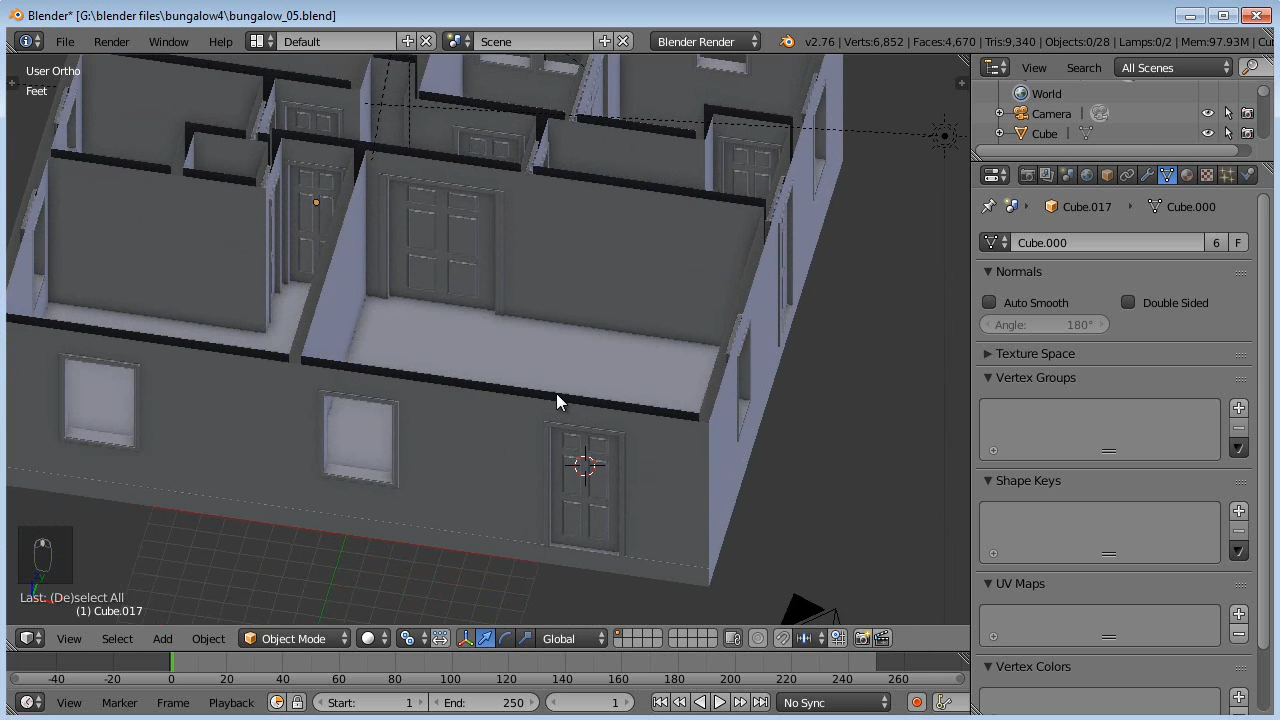 Blender* [G:\blender files\bungalow4\bungalow_05.blend]
File Render Window Help Default Scene Blender Render v2.76 | Verts:6,852 | Faces:4,670 | Tris:9,340 | Objects:0/28 | Lamps:0/2 | Mem:97.93M | Cu
User Ortho
Feet
Last: (De)select All
(1) Cube.017
View Select Add Object Object Mode Global
-40 -20 0 20 40 60 80 100 120 140 160 180 200 220 240 260
View Marker Frame Playback Start: 1 End: 250 1 No Sync
View Search All Scenes
World
Camera
Cube
Cube.017 Cube.000
Cube.000 6 F
Normals
Auto Smooth Double Sided
Angle: 180°
Texture Space
Vertex Groups
Shape Keys
UV Maps
Vertex Colors